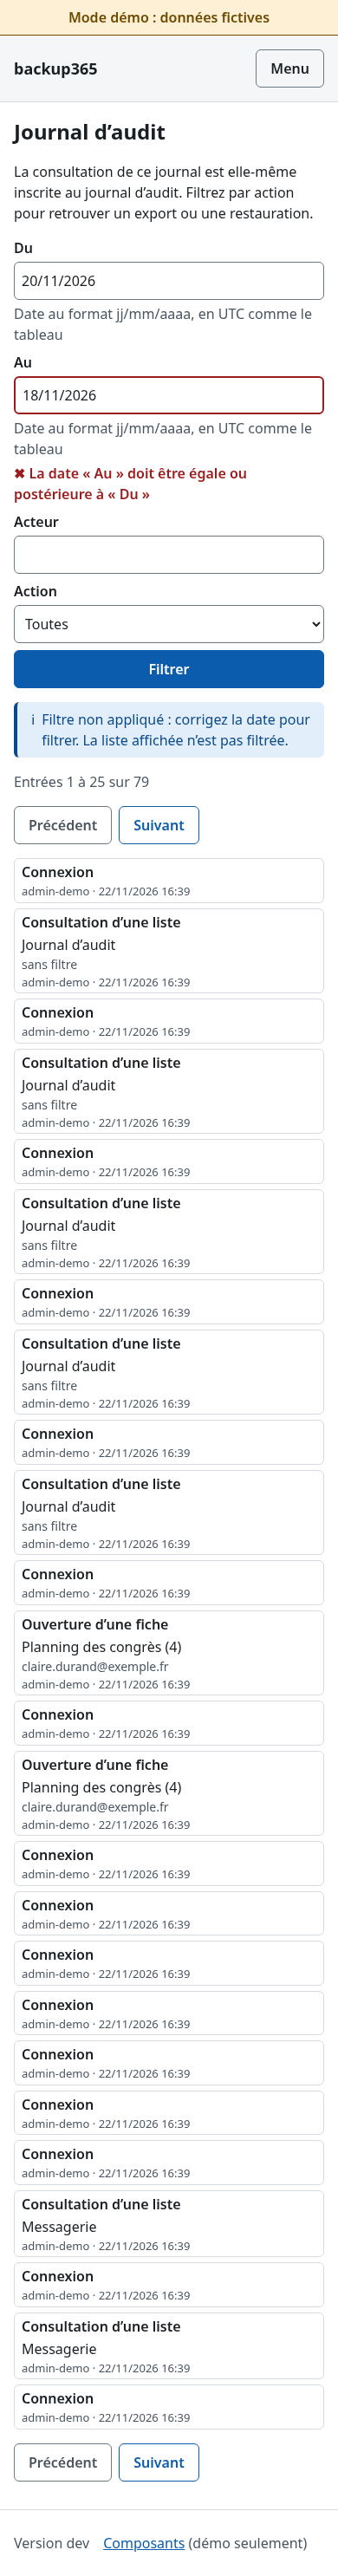 Mode démo : données fictives
backup365
Menu
Journal d’audit
La consultation de ce journal est elle-même
inscrite au journal d’audit. Filtrez par action
pour retrouver un export ou une restauration.
Du
20/11/2026
Date au format jj/mm/aaaa, en UTC comme le
tableau
Au
18/11/2026
Date au format jj/mm/aaaa, en UTC comme le
tableau
✖ La date « Au » doit être égale ou
postérieure à « Du »
Acteur
Action
Toutes
Filtrer
i Filtre non appliqué : corrigez la date pour
filtrer. La liste affichée n’est pas filtrée.
Entrées 1 à 25 sur 79
Précédent Suivant
Connexion
admin-demo · 22/11/2026 16:39
Consultation d’une liste
Journal d’audit
sans filtre
admin-demo · 22/11/2026 16:39
Connexion
admin-demo · 22/11/2026 16:39
Consultation d’une liste
Journal d’audit
sans filtre
admin-demo · 22/11/2026 16:39
Connexion
admin-demo · 22/11/2026 16:39
Consultation d’une liste
Journal d’audit
sans filtre
admin-demo · 22/11/2026 16:39
Connexion
admin-demo · 22/11/2026 16:39
Consultation d’une liste
Journal d’audit
sans filtre
admin-demo · 22/11/2026 16:39
Connexion
admin-demo · 22/11/2026 16:39
Consultation d’une liste
Journal d’audit
sans filtre
admin-demo · 22/11/2026 16:39
Connexion
admin-demo · 22/11/2026 16:39
Ouverture d’une fiche
Planning des congrès (4)
claire.durand@exemple.fr
admin-demo · 22/11/2026 16:39
Connexion
admin-demo · 22/11/2026 16:39
Ouverture d’une fiche
Planning des congrès (4)
claire.durand@exemple.fr
admin-demo · 22/11/2026 16:39
Connexion
admin-demo · 22/11/2026 16:39
Connexion
admin-demo · 22/11/2026 16:39
Connexion
admin-demo · 22/11/2026 16:39
Connexion
admin-demo · 22/11/2026 16:39
Connexion
admin-demo · 22/11/2026 16:39
Connexion
admin-demo · 22/11/2026 16:39
Connexion
admin-demo · 22/11/2026 16:39
Consultation d’une liste
Messagerie
admin-demo · 22/11/2026 16:39
Connexion
admin-demo · 22/11/2026 16:39
Consultation d’une liste
Messagerie
admin-demo · 22/11/2026 16:39
Connexion
admin-demo · 22/11/2026 16:39
Précédent Suivant
Version dev Composants (démo seulement)